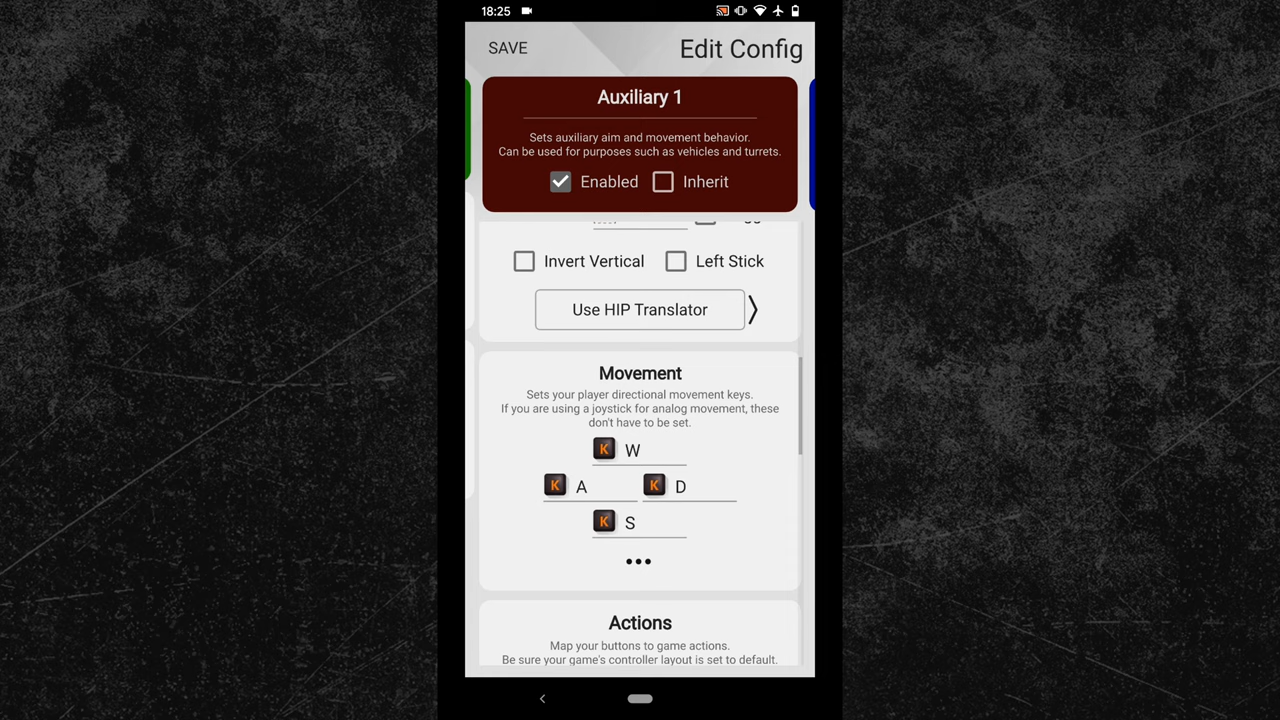 18:25
SAVE
Edit Config
Auxiliary 1
Sets auxiliary aim and movement behavior.
Can be used for purposes such as vehicles and turrets.
Enabled
Inherit
Invert Vertical
Left Stick
Use HIP Translator
Movement
Sets your player directional movement keys.
If you are using a joystick for analog movement, these
don't have to be set.
K W
K A
K D
K S
•••
Actions
Map your buttons to game actions.
Be sure your game's controller layout is set to default.